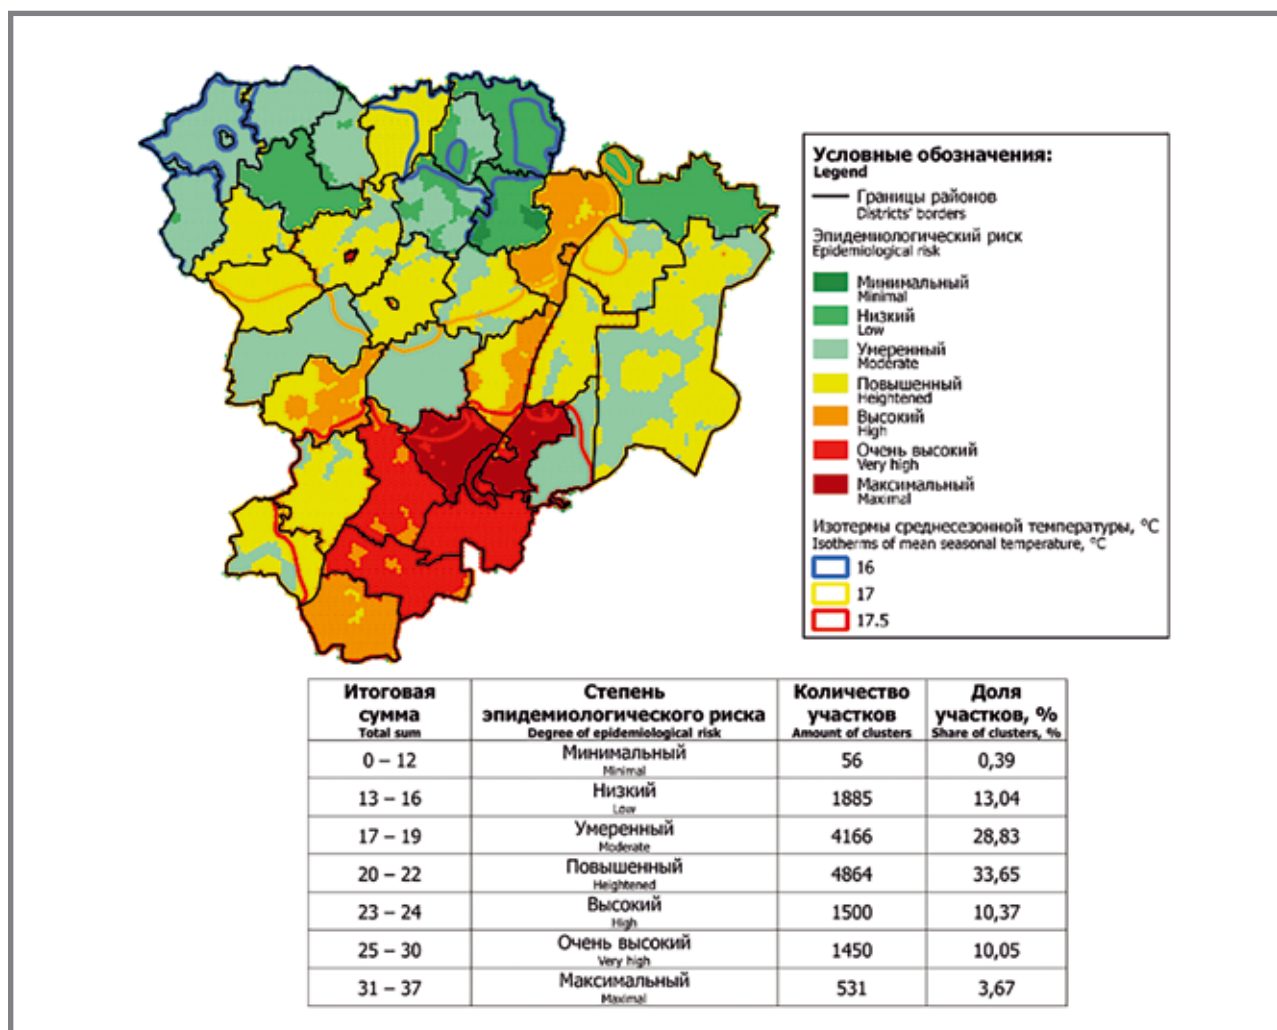 Условные обозначения:
Legend
Границы районов
Districts' borders
Эпидемиологический риск
Epidemiological risk
Минимальный
Minimal
Низкий
Low
Умеренный
Moderate
Повышенный
Heightened
Высокий
High
Очень высокий
Very high
Максимальный
Maximal
Изотермы среднесезонной температуры, °C
Isotherms of mean seasonal temperature, °C
16
17
17.5
Итоговая сумма Степень эпидемиологического риска Количество участков Доля участков, %
Total sum Degree of epidemiological risk Amount of clusters Share of clusters, %
0 – 12 Минимальный 56 0,39
Minimal
13 – 16 Низкий 1885 13,04
Low
17 – 19 Умеренный 4166 28,83
Moderate
20 – 22 Повышенный 4864 33,65
Heightened
23 – 24 Высокий 1500 10,37
High
25 – 30 Очень высокий 1450 10,05
Very high
31 – 37 Максимальный 531 3,67
Maximal